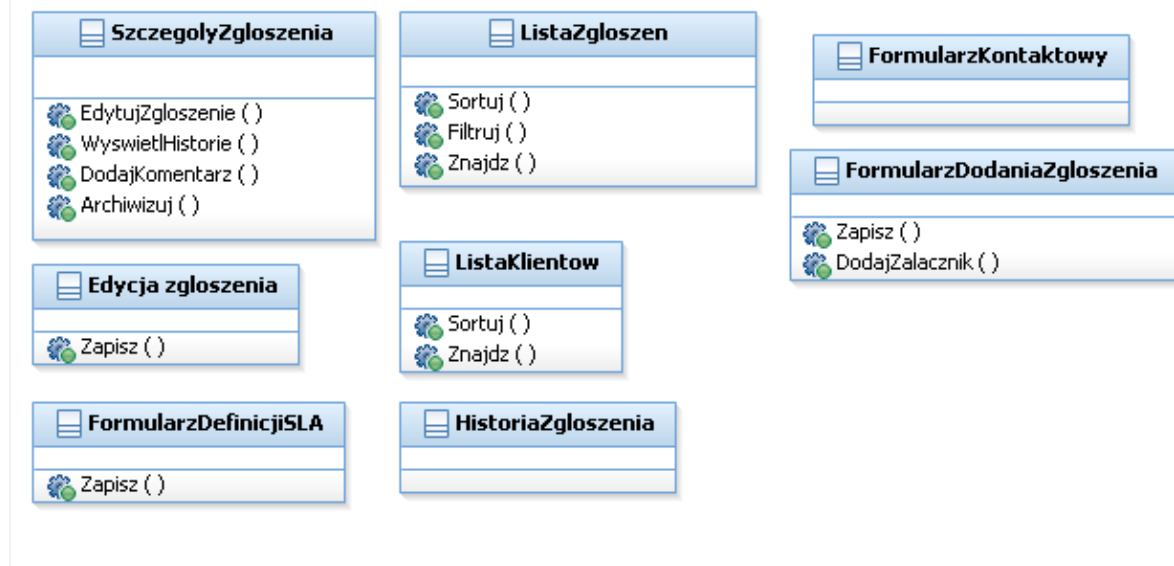 SzczegolyZgloszenia
EdytujZgloszenie ( )
WyswietlHistorie ( )
DodajKomentarz ( )
Archiwizuj ( )
ListaZgloszen
Sortuj ( )
Filtruj ( )
Znajdz ( )
FormularzKontaktowy
FormularzDodaniaZgloszenia
Zapisz ( )
DodajZalacznik ( )
Edycja zgloszenia
Zapisz ( )
ListaKlientow
Sortuj ( )
Znajdz ( )
FormularzDefinicjiSLA
Zapisz ( )
HistoriaZgloszenia